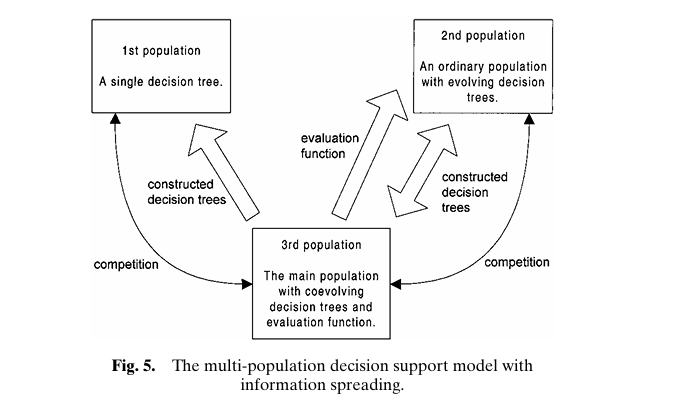 1st population
A single decision tree.
2nd population
An ordinary population
with evolving decision
trees.
evaluation
function
constructed
decision trees
constructed
decision
trees
competition
competition
3rd population
The main population
with coevolving
decision trees and
evaluation function.
Fig. 5. The multi-population decision support model with
information spreading.